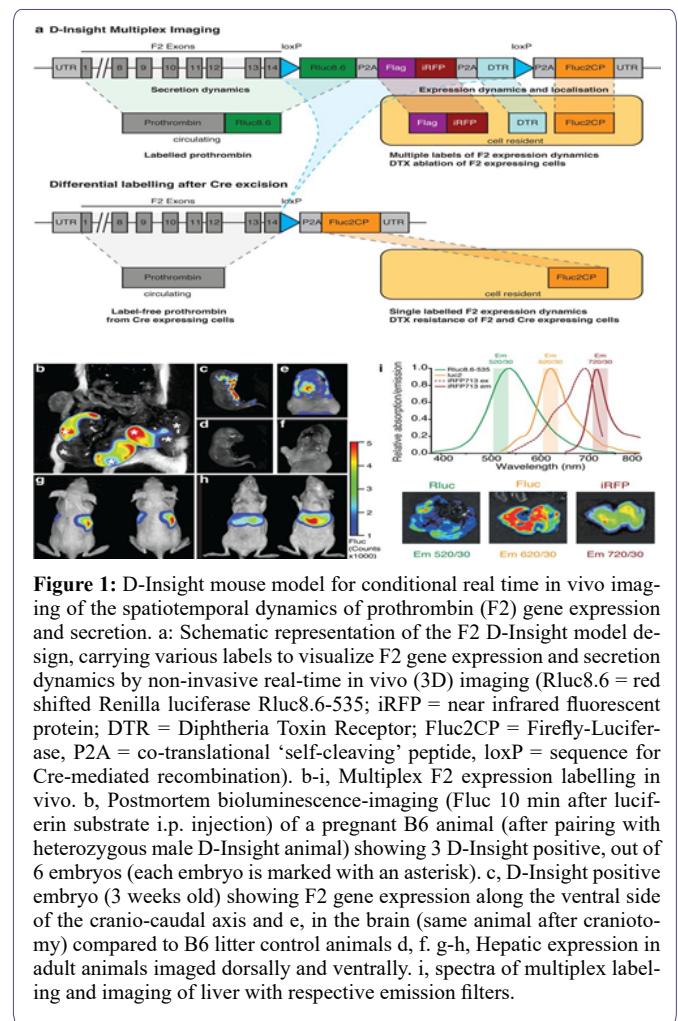 a D-Insight Multiplex Imaging
F2 Exons
loxP
loxP
UTR 1 // 8 9 10 11 12 13 14 Rluc8.6 P2A Flag iRFP P2A DTR P2A Fluc2CP UTR
Secretion dynamics
Expression dynamics and localisation
Prothrombin Rluc8.6
Flag iRFP DTR Fluc2CP
circulating
cell resident
Labelled prothrombin
Multiple labels of F2 expression dynamics
DTX ablation of F2 expressing cells
Differential labelling after Cre excision
F2 Exons
loxP
UTR 1 // 8 9 10 11 12 13 14 P2A Fluc2CP UTR
Prothrombin
Fluc2CP
circulating
cell resident
Label-free prothrombin
from Cre expressing cells
Single labelled F2 expression dynamics
DTX resistance of F2 and Cre expressing cells
b
c
e
d
f
g
h
5
4
3
2
1
Fluc
(Counts
x1000)
i
Em
520/30
Em
620/30
Em
720/30
Relative absorption/emission
1.0
0.8
0.6
0.4
0.2
0.0
Rluc8.6-535
luc2
iRFP713 ex
iRFP713 em
400 500 600 700 800
Wavelength (nm)
Rluc Fluc iRFP
Em 520/30 Em 620/30 Em 720/30
Figure 1: D-Insight mouse model for conditional real time in vivo imag-
ing of the spatiotemporal dynamics of prothrombin (F2) gene expression
and secretion. a: Schematic representation of the F2 D-Insight model de-
sign, carrying various labels to visualize F2 gene expression and secretion
dynamics by non-invasive real-time in vivo (3D) imaging (Rluc8.6 = red
shifted Renilla luciferase Rluc8.6-535; iRFP = near infrared fluorescent
protein; DTR = Diphtheria Toxin Receptor; Fluc2CP = Firefly-Lucifer-
ase, P2A = co-translational ‘self-cleaving’ peptide, loxP = sequence for
Cre-mediated recombination). b-i, Multiplex F2 expression labelling in
vivo. b, Postmortem bioluminescence-imaging (Fluc 10 min after lucif-
erin substrate i.p. injection) of a pregnant B6 animal (after pairing with
heterozygous male D-Insight animal) showing 3 D-Insight positive, out of
6 embryos (each embryo is marked with an asterisk). c, D-Insight positive
embryo (3 weeks old) showing F2 gene expression along the ventral side
of the cranio-caudal axis and e, in the brain (same animal after cranioto-
my) compared to B6 litter control animals d, f. g-h, Hepatic expression in
adult animals imaged dorsally and ventrally. i, spectra of multiplex label-
ing and imaging of liver with respective emission filters.